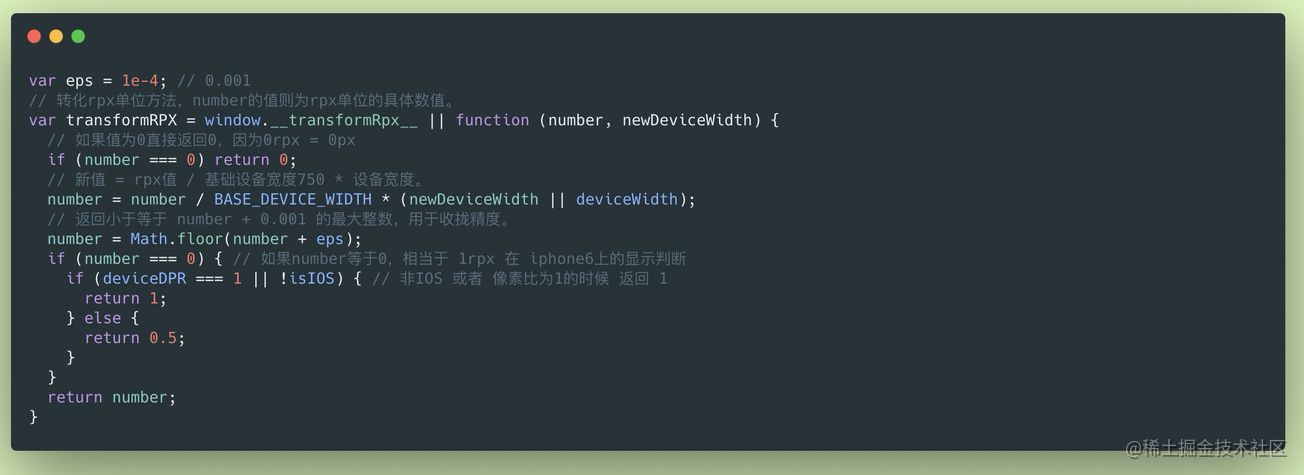 var eps = 1e-4; // 0.001
// 转化rpx单位方法，number的值则为rpx单位的具体数值。
var transformRPX = window.__transformRpx__ || function (number, newDeviceWidth) {
  // 如果值为0直接返回0，因为0rpx = 0px
  if (number === 0) return 0;
  // 新值 = rpx值 / 基础设备宽度750 * 设备宽度。
  number = number / BASE_DEVICE_WIDTH * (newDeviceWidth || deviceWidth);
  // 返回小于等于 number + 0.001 的最大整数，用于收拢精度。
  number = Math.floor(number + eps);
  if (number === 0) { // 如果number等于0，相当于 1rpx 在 iphone6上的显示判断
    if (deviceDPR === 1 || !isIOS) { // 非IOS 或者 像素比为1的时候 返回 1
      return 1;
    } else {
      return 0.5;
    }
  }
  return number;
}
@稀土掘金技术社区